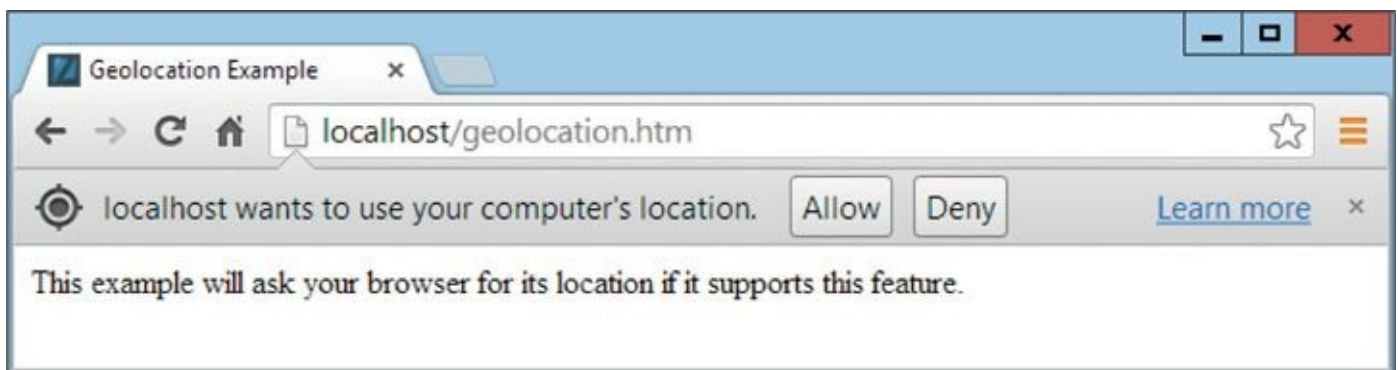 Geolocation Example
localhost/geolocation.htm
localhost wants to use your computer's location. Allow Deny Learn more
This example will ask your browser for its location if it supports this feature.